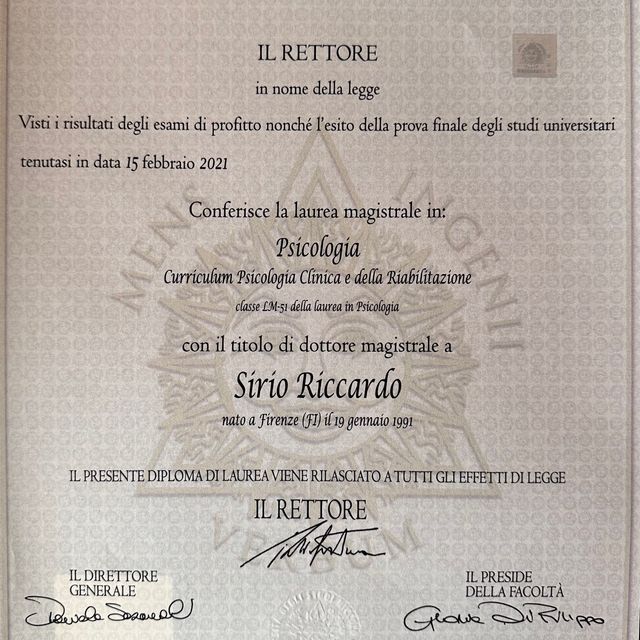 IL RETTORE
in nome della legge
Visti i risultati degli esami di profitto nonché l'esito della prova finale degli studi universitari
tenutasi in data 15 febbraio 2021
Conferisce la laurea magistrale in:
Psicologia
Curriculum Psicologia Clinica e della Riabilitazione
classe LM-51 della laurea in Psicologia
con il titolo di dottore magistrale a
Sirio Riccardo
nato a Firenze (FI) il 19 gennaio 1991
IL PRESENTE DIPLOMA DI LAUREA VIENE RILASCIATO A TUTTI GLI EFFETTI DI LEGGE
IL RETTORE
IL DIRETTORE
GENERALE
IL PRESIDE
DELLA FACOLTÀ
MENS
INGENII